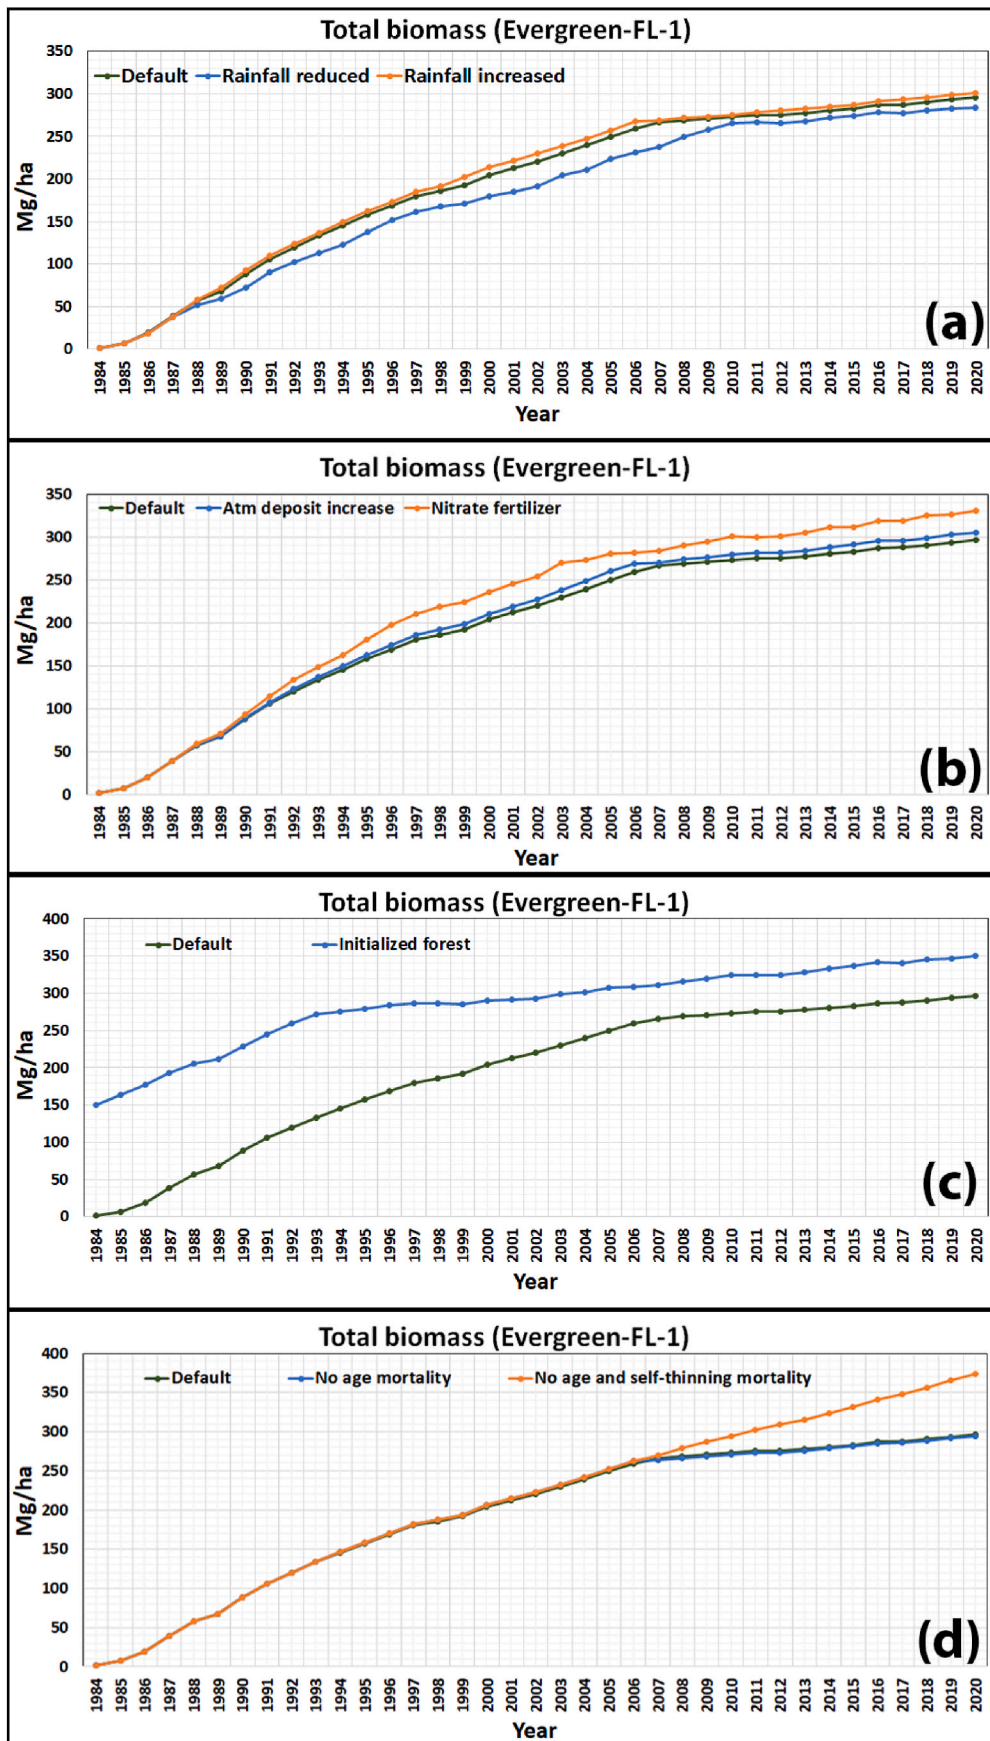 Total biomass (Evergreen-FL-1)
350
300
250
200
150
100
50
0
Mg/ha
Default Rainfall reduced Rainfall increased
(a)
1984 1985 1986 1987 1988 1989 1990 1991 1992 1993 1994 1995 1996 1997 1998 1999 2000 2001 2002 2003 2004 2005 2006 2007 2008 2009 2010 2011 2012 2013 2014 2015 2016 2017 2018 2019 2020
Year
Total biomass (Evergreen-FL-1)
350
300
250
200
150
100
50
0
Mg/ha
Default Atm deposit increase Nitrate fertilizer
(b)
1984 1985 1986 1987 1988 1989 1990 1991 1992 1993 1994 1995 1996 1997 1998 1999 2000 2001 2002 2003 2004 2005 2006 2007 2008 2009 2010 2011 2012 2013 2014 2015 2016 2017 2018 2019 2020
Year
Total biomass (Evergreen-FL-1)
400
350
300
250
200
150
100
50
0
Mg/ha
Default Initialized forest
(c)
1984 1985 1986 1987 1988 1989 1990 1991 1992 1993 1994 1995 1996 1997 1998 1999 2000 2001 2002 2003 2004 2005 2006 2007 2008 2009 2010 2011 2012 2013 2014 2015 2016 2017 2018 2019 2020
Year
Total biomass (Evergreen-FL-1)
400
350
300
250
200
150
100
50
0
Mg/ha
Default No age mortality No age and self-thinning mortality
(d)
1984 1985 1986 1987 1988 1989 1990 1991 1992 1993 1994 1995 1996 1997 1998 1999 2000 2001 2002 2003 2004 2005 2006 2007 2008 2009 2010 2011 2012 2013 2014 2015 2016 2017 2018 2019 2020
Year